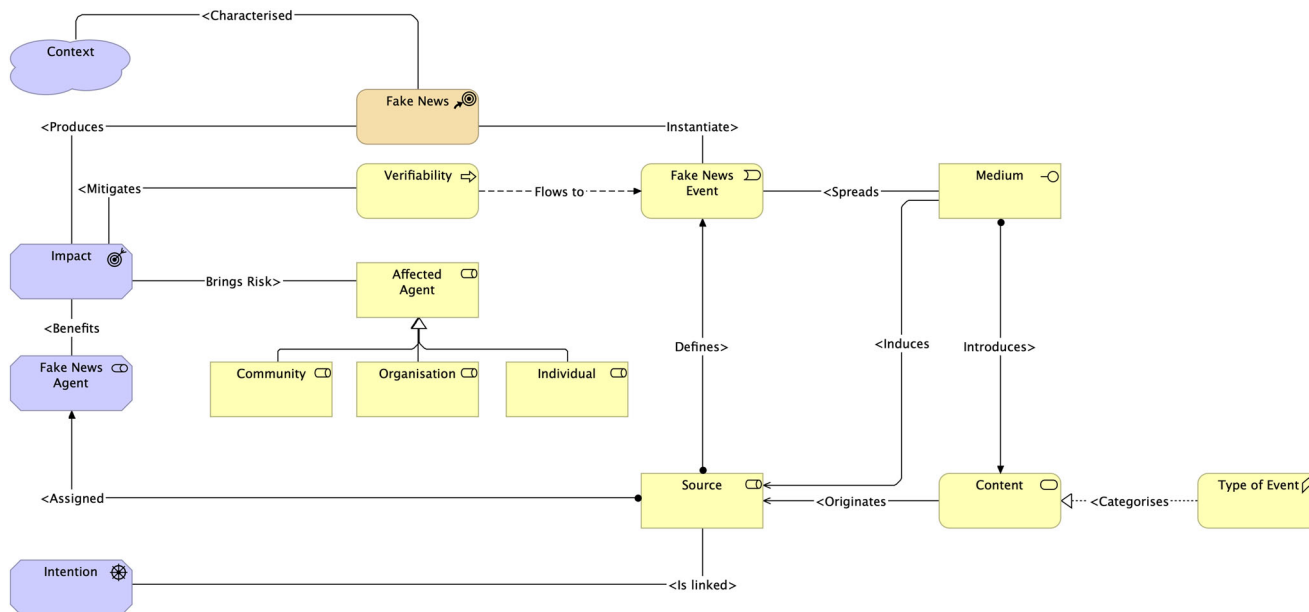 <Characterised
Context
Fake News
<Produces
Instantiate>
<Mitigates
Verifiability
Flows to
Fake News
Event
<Spreads
Medium
Impact
Brings Risk>
Affected
Agent
<Benefits
Fake News
Agent
Community
Organisation
Individual
Defines>
<Induces
Introduces>
<Assigned
Source
<Originates
Content
<Categorises
Type of Event
Intention
<Is linked>